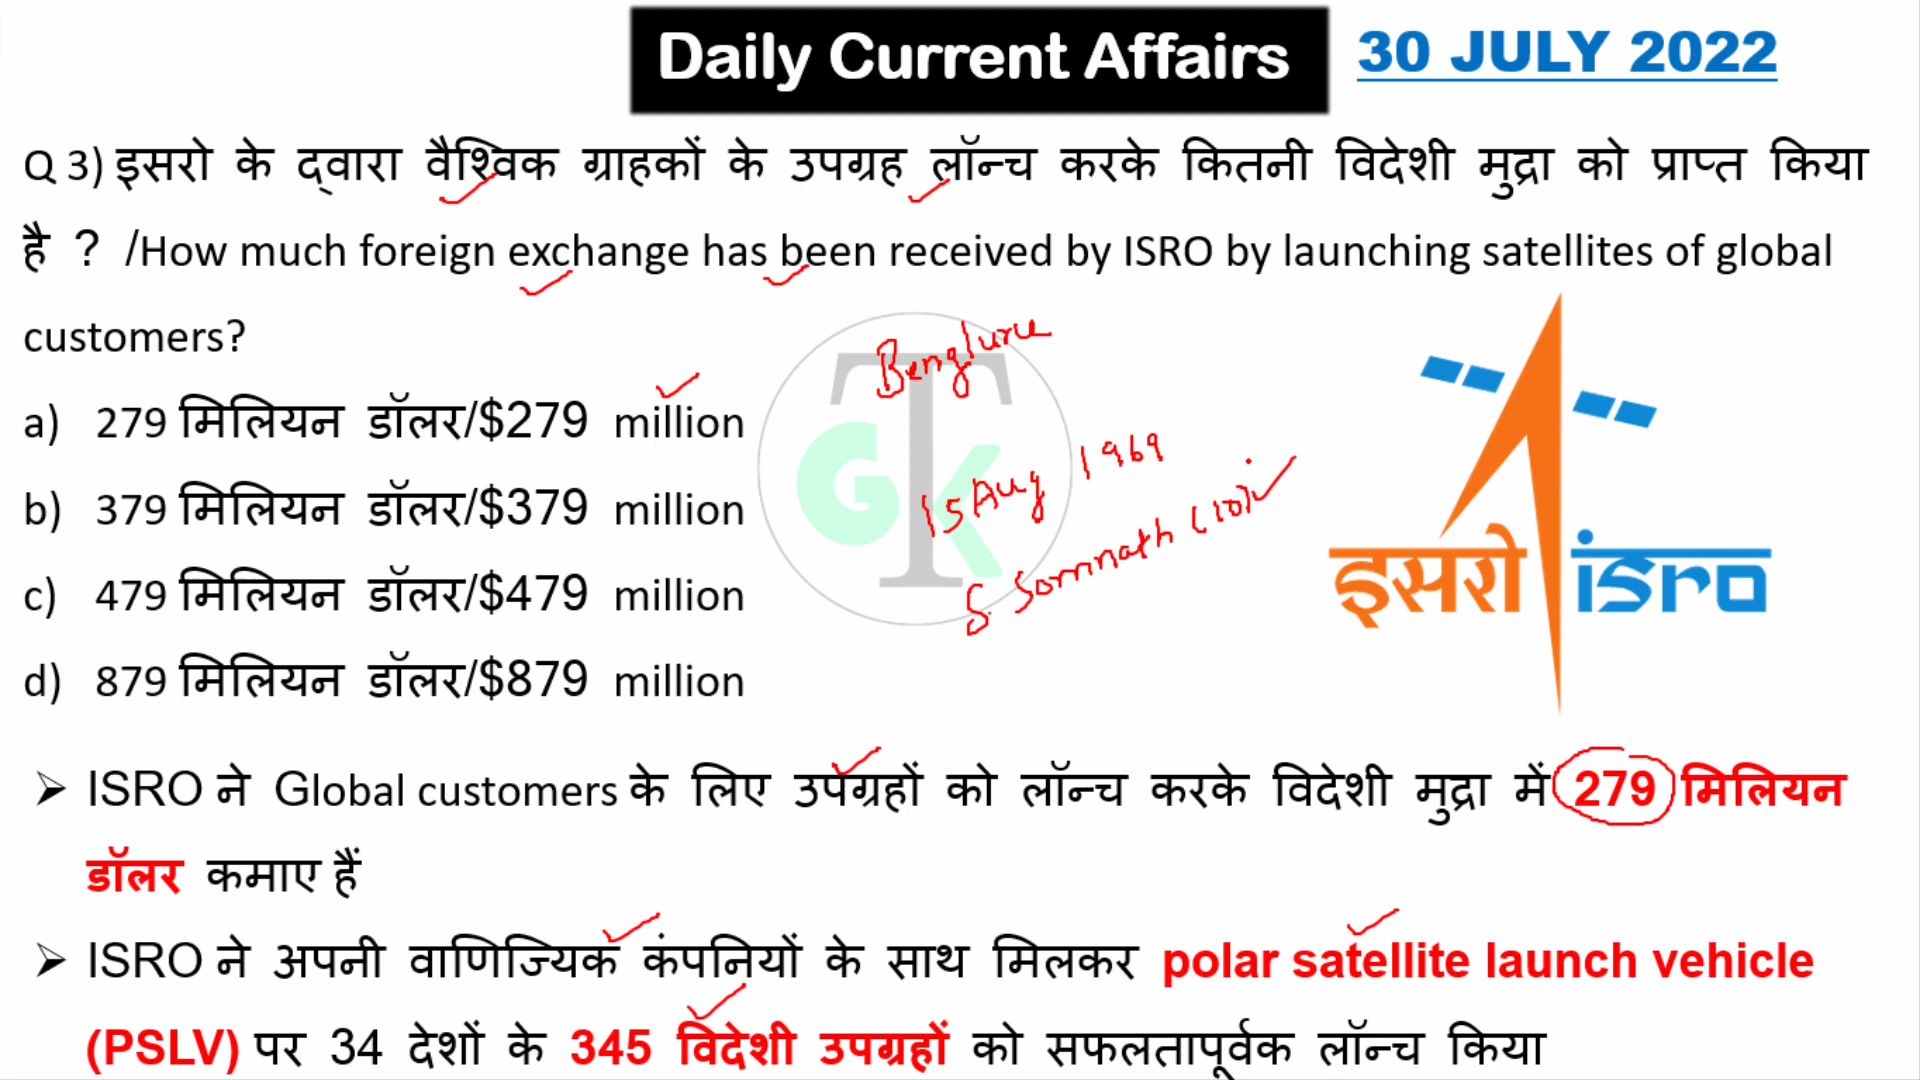 Daily Current Affairs 30 JULY 2022
Q 3) इसरो के द्वारा वैश्विक ग्राहकों के उपग्रह लॉन्च करके कितनी विदेशी मुद्रा को प्राप्त किया
है ? /How much foreign exchange has been received by ISRO by launching satellites of global
customers?
Bengluru
a) 279 मिलियन डॉलर/$279 million
15 Aug 1969
b) 379 मिलियन डॉलर/$379 million
S. Somnath (10)
c) 479 मिलियन डॉलर/$479 million
d) 879 मिलियन डॉलर/$879 million
GTK
इसरो isro
➢ ISRO ने Global customers के लिए उपग्रहों को लॉन्च करके विदेशी मुद्रा में 279 मिलियन
डॉलर कमाए हैं
➢ ISRO ने अपनी वाणिज्यिक कंपनियों के साथ मिलकर polar satellite launch vehicle
(PSLV) पर 34 देशों के 345 विदेशी उपग्रहों को सफलतापूर्वक लॉन्च किया